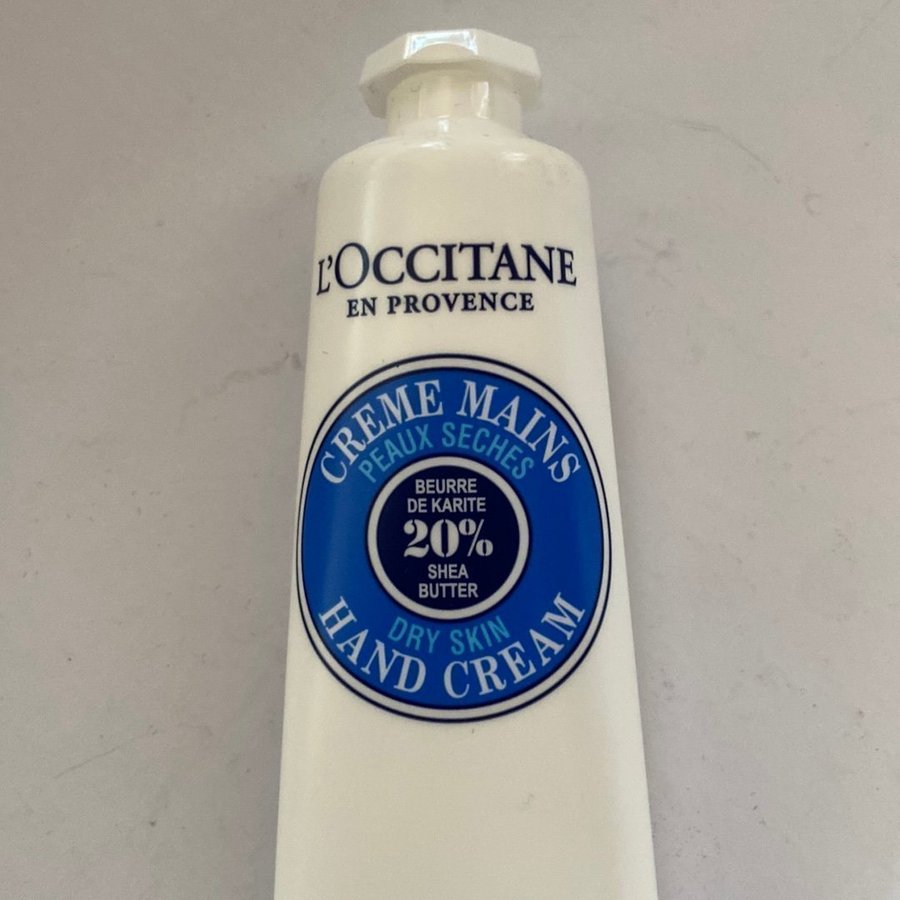 L'OCCITANE
EN PROVENCE
CREME MAINS
PEAUX SECHES
BEURRE
DE KARITE
20%
SHEA
BUTTER
DRY SKIN
HAND CREAM